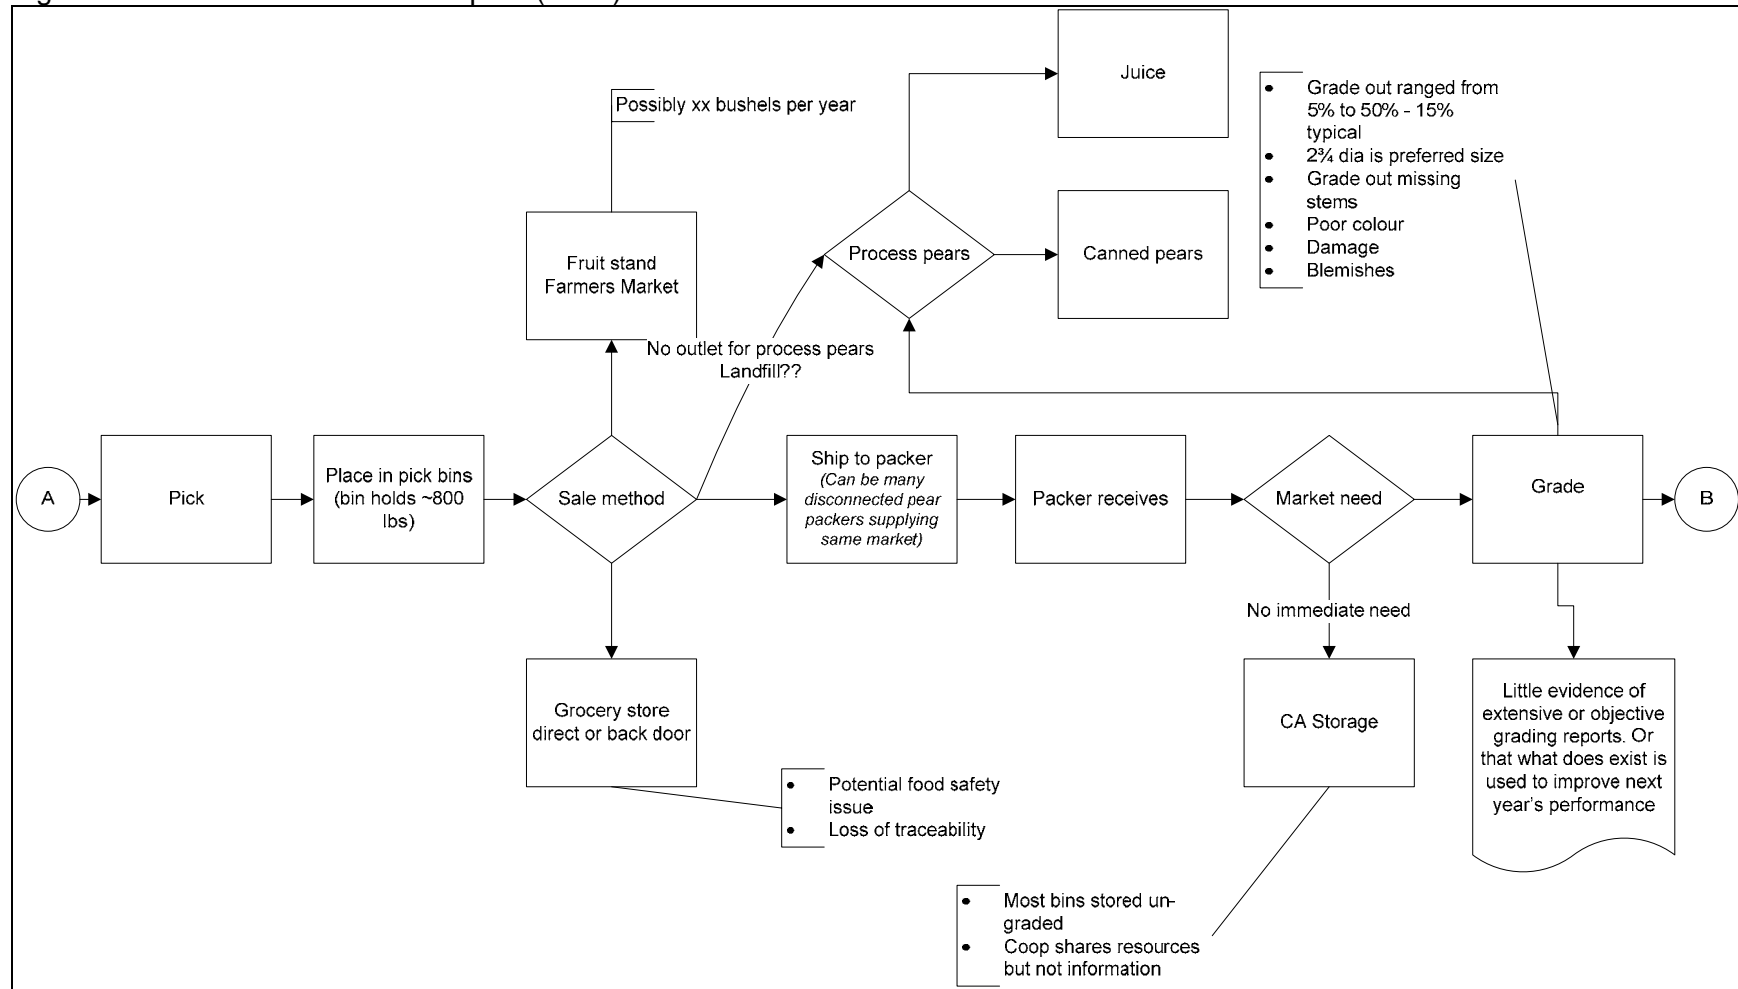 Juice
Grade out ranged from
5% to 50% - 15%
typical
2¾ dia is preferred size
Grade out missing
stems
Poor colour
Damage
Blemishes
Possibly xx bushels per year
Fruit stand
Farmers Market
Process pears
Canned pears
No outlet for process pears
Landfill??
A
Pick
Place in pick bins
(bin holds ~800
lbs)
Sale method
Ship to packer
(Can be many
disconnected pear
packers supplying
same market)
Packer receives
Market need
Grade
B
No immediate need
Grocery store
direct or back door
CA Storage
Little evidence of
extensive or objective
grading reports. Or
that what does exist is
used to improve next
year's performance
Potential food safety
issue
Loss of traceability
Most bins stored un-
graded
Coop shares resources
but not information